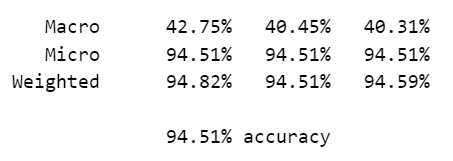 Macro 42.75% 40.45% 40.31%
Micro 94.51% 94.51% 94.51%
Weighted 94.82% 94.51% 94.59%
94.51% accuracy